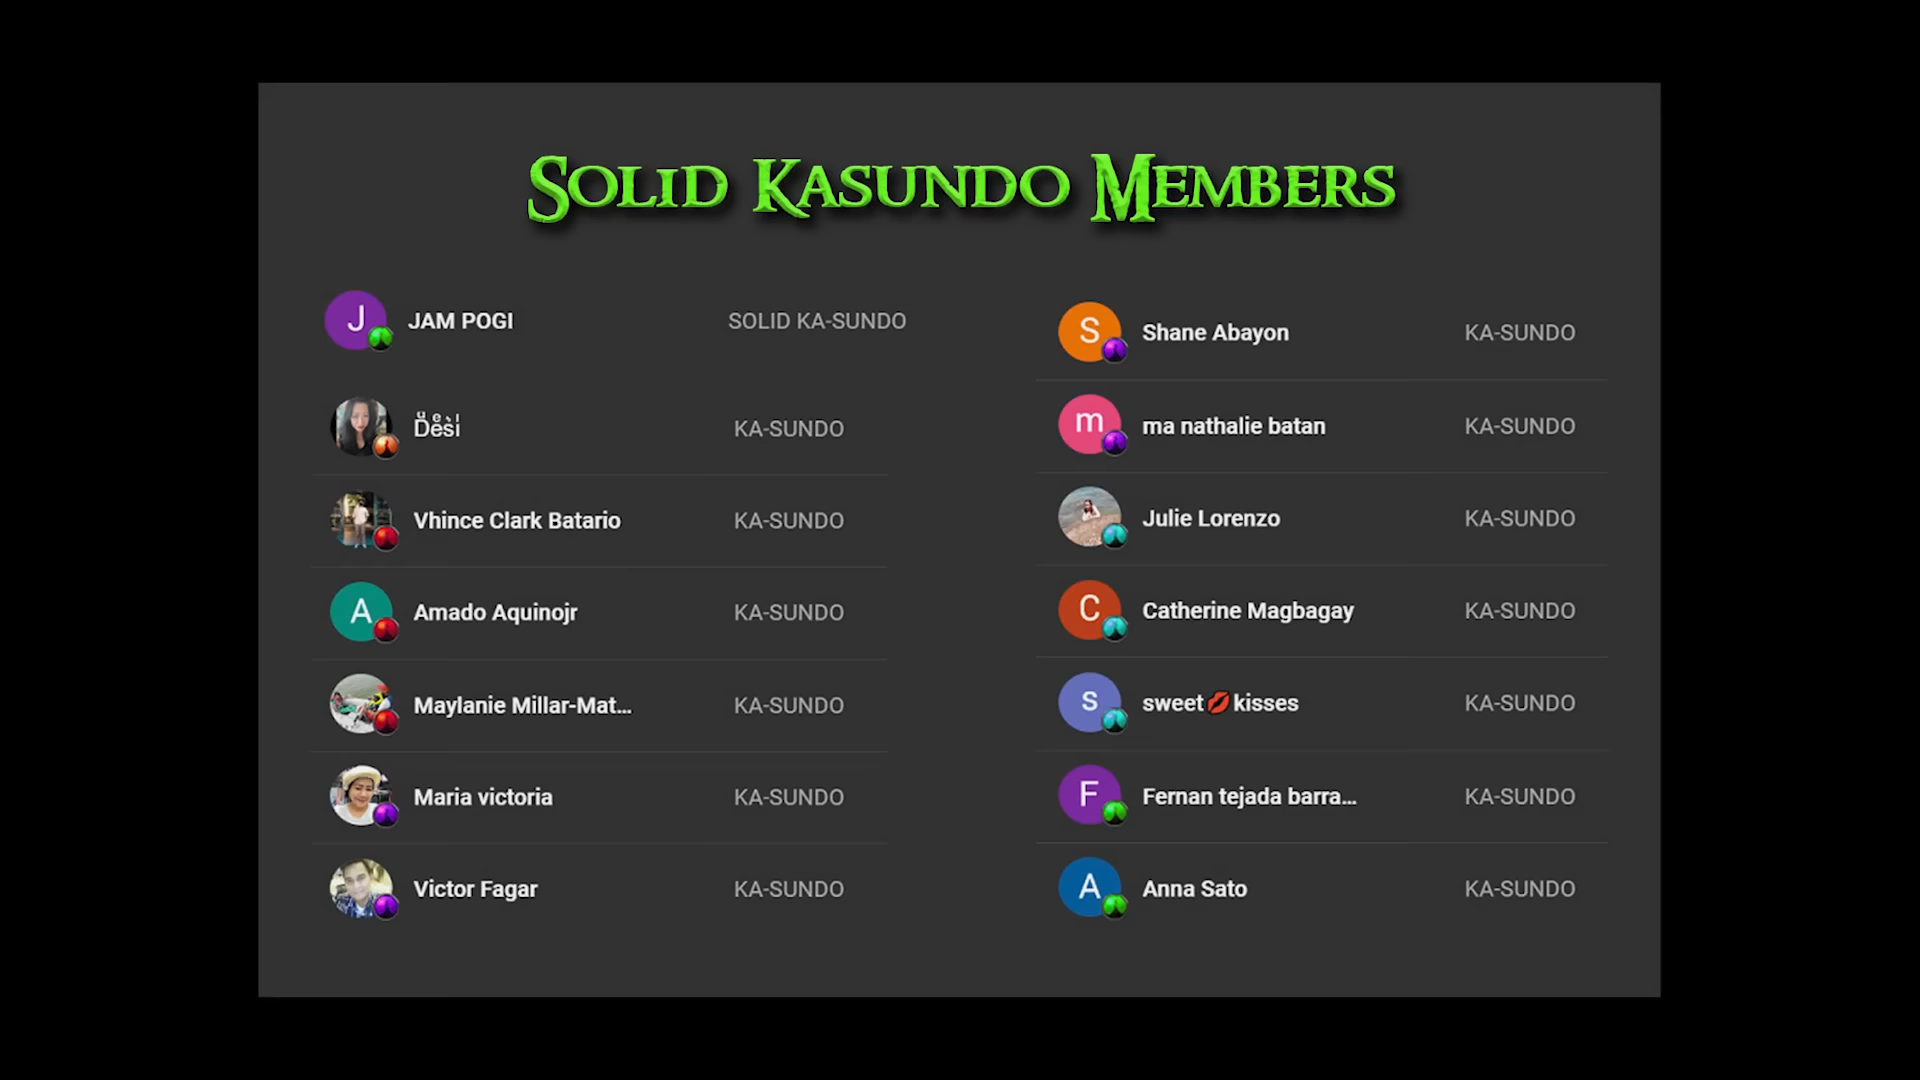 SOLID KASUNDO MEMBERS
J JAM POGI SOLID KA-SUNDO
Dͧeͤs̀iͥ KA-SUNDO
Vhince Clark Batario KA-SUNDO
A Amado Aquinojr KA-SUNDO
Maylanie Millar-Mat... KA-SUNDO
Maria victoria KA-SUNDO
Victor Fagar KA-SUNDO
S Shane Abayon KA-SUNDO
m ma nathalie batan KA-SUNDO
Julie Lorenzo KA-SUNDO
C Catherine Magbagay KA-SUNDO
s sweet💋kisses KA-SUNDO
F Fernan tejada barra... KA-SUNDO
A Anna Sato KA-SUNDO